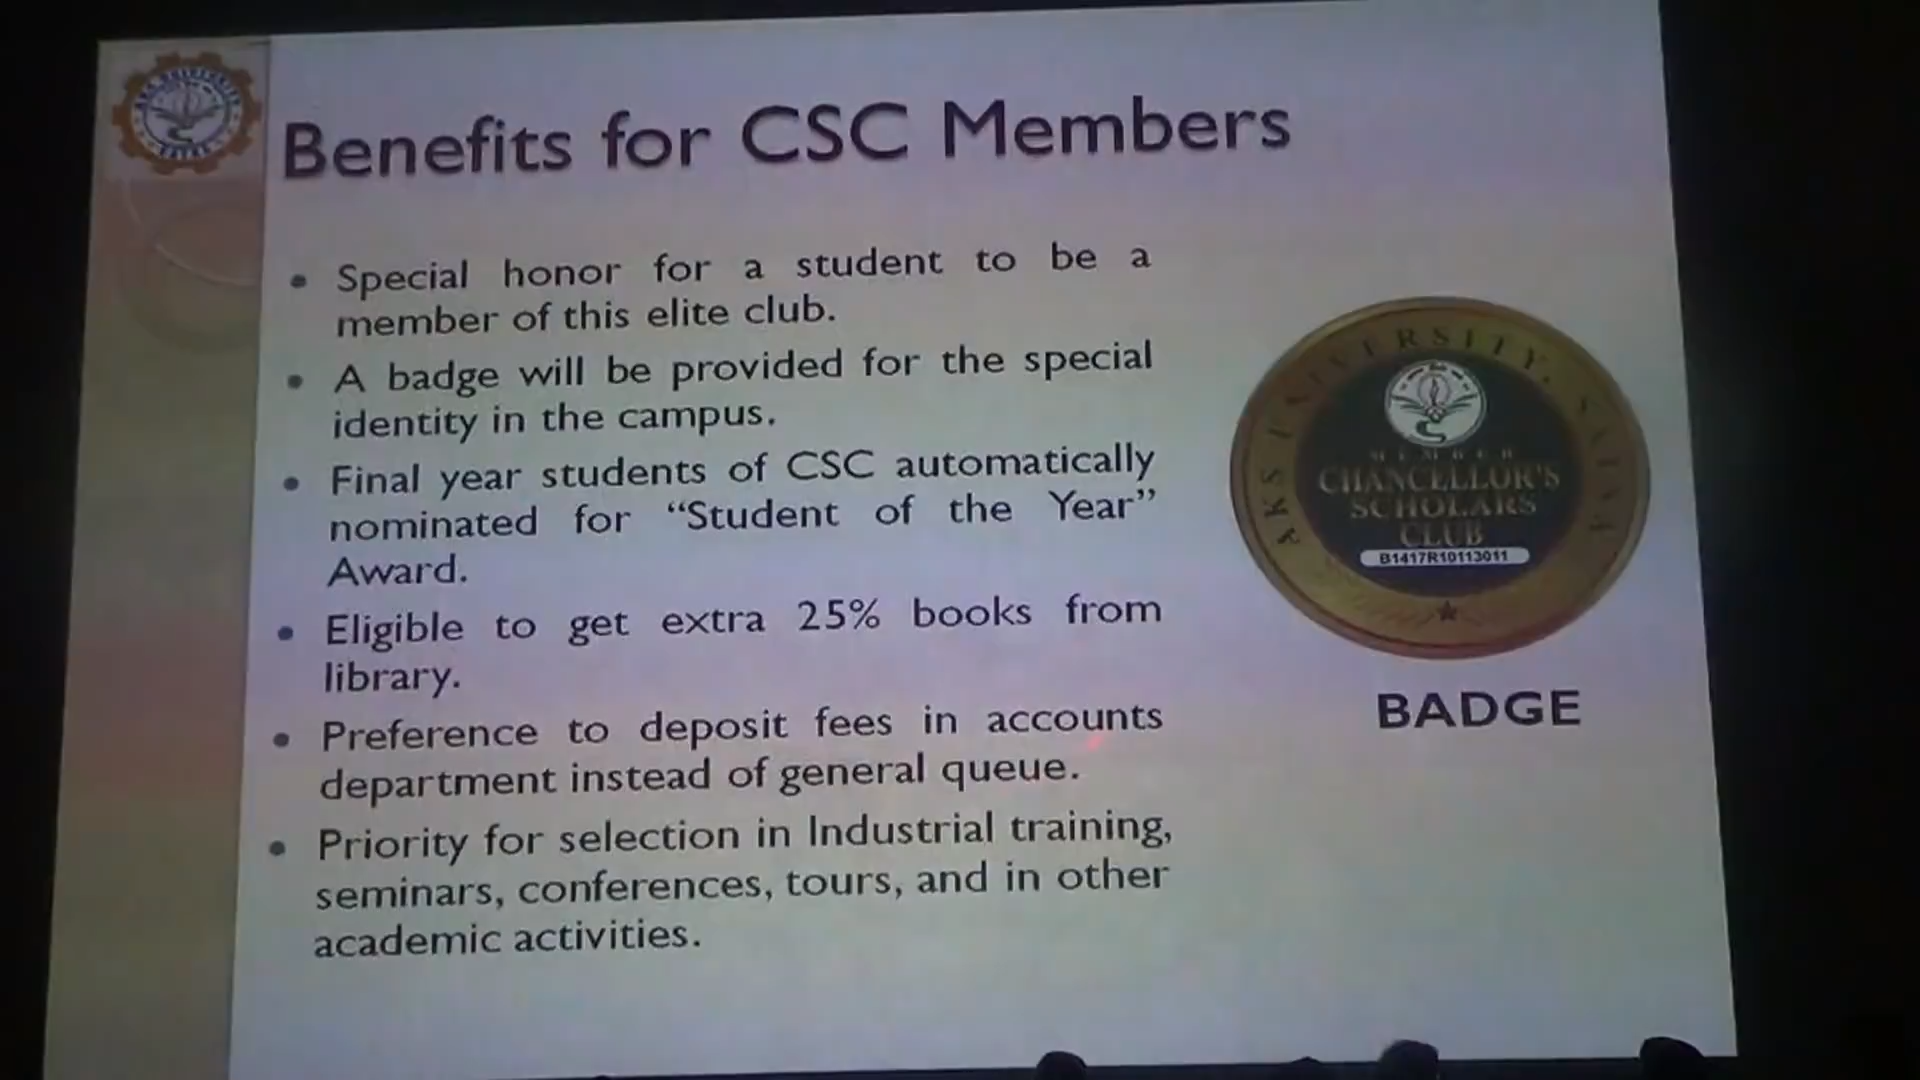 Benefits for CSC Members
• Special honor for a student to be a
member of this elite club.
• A badge will be provided for the special
identity in the campus.
• Final year students of CSC automatically
nominated for “Student of the Year”
Award.
• Eligible to get extra 25% books from
library.
• Preference to deposit fees in accounts
department instead of general queue.
• Priority for selection in Industrial training,
seminars, conferences, tours, and in other
academic activities.
AKS UNIVERSITY, SATNA
MEMBER
CHANCELLOR'S
SCHOLARS
CLUB
B1417R10113011
BADGE